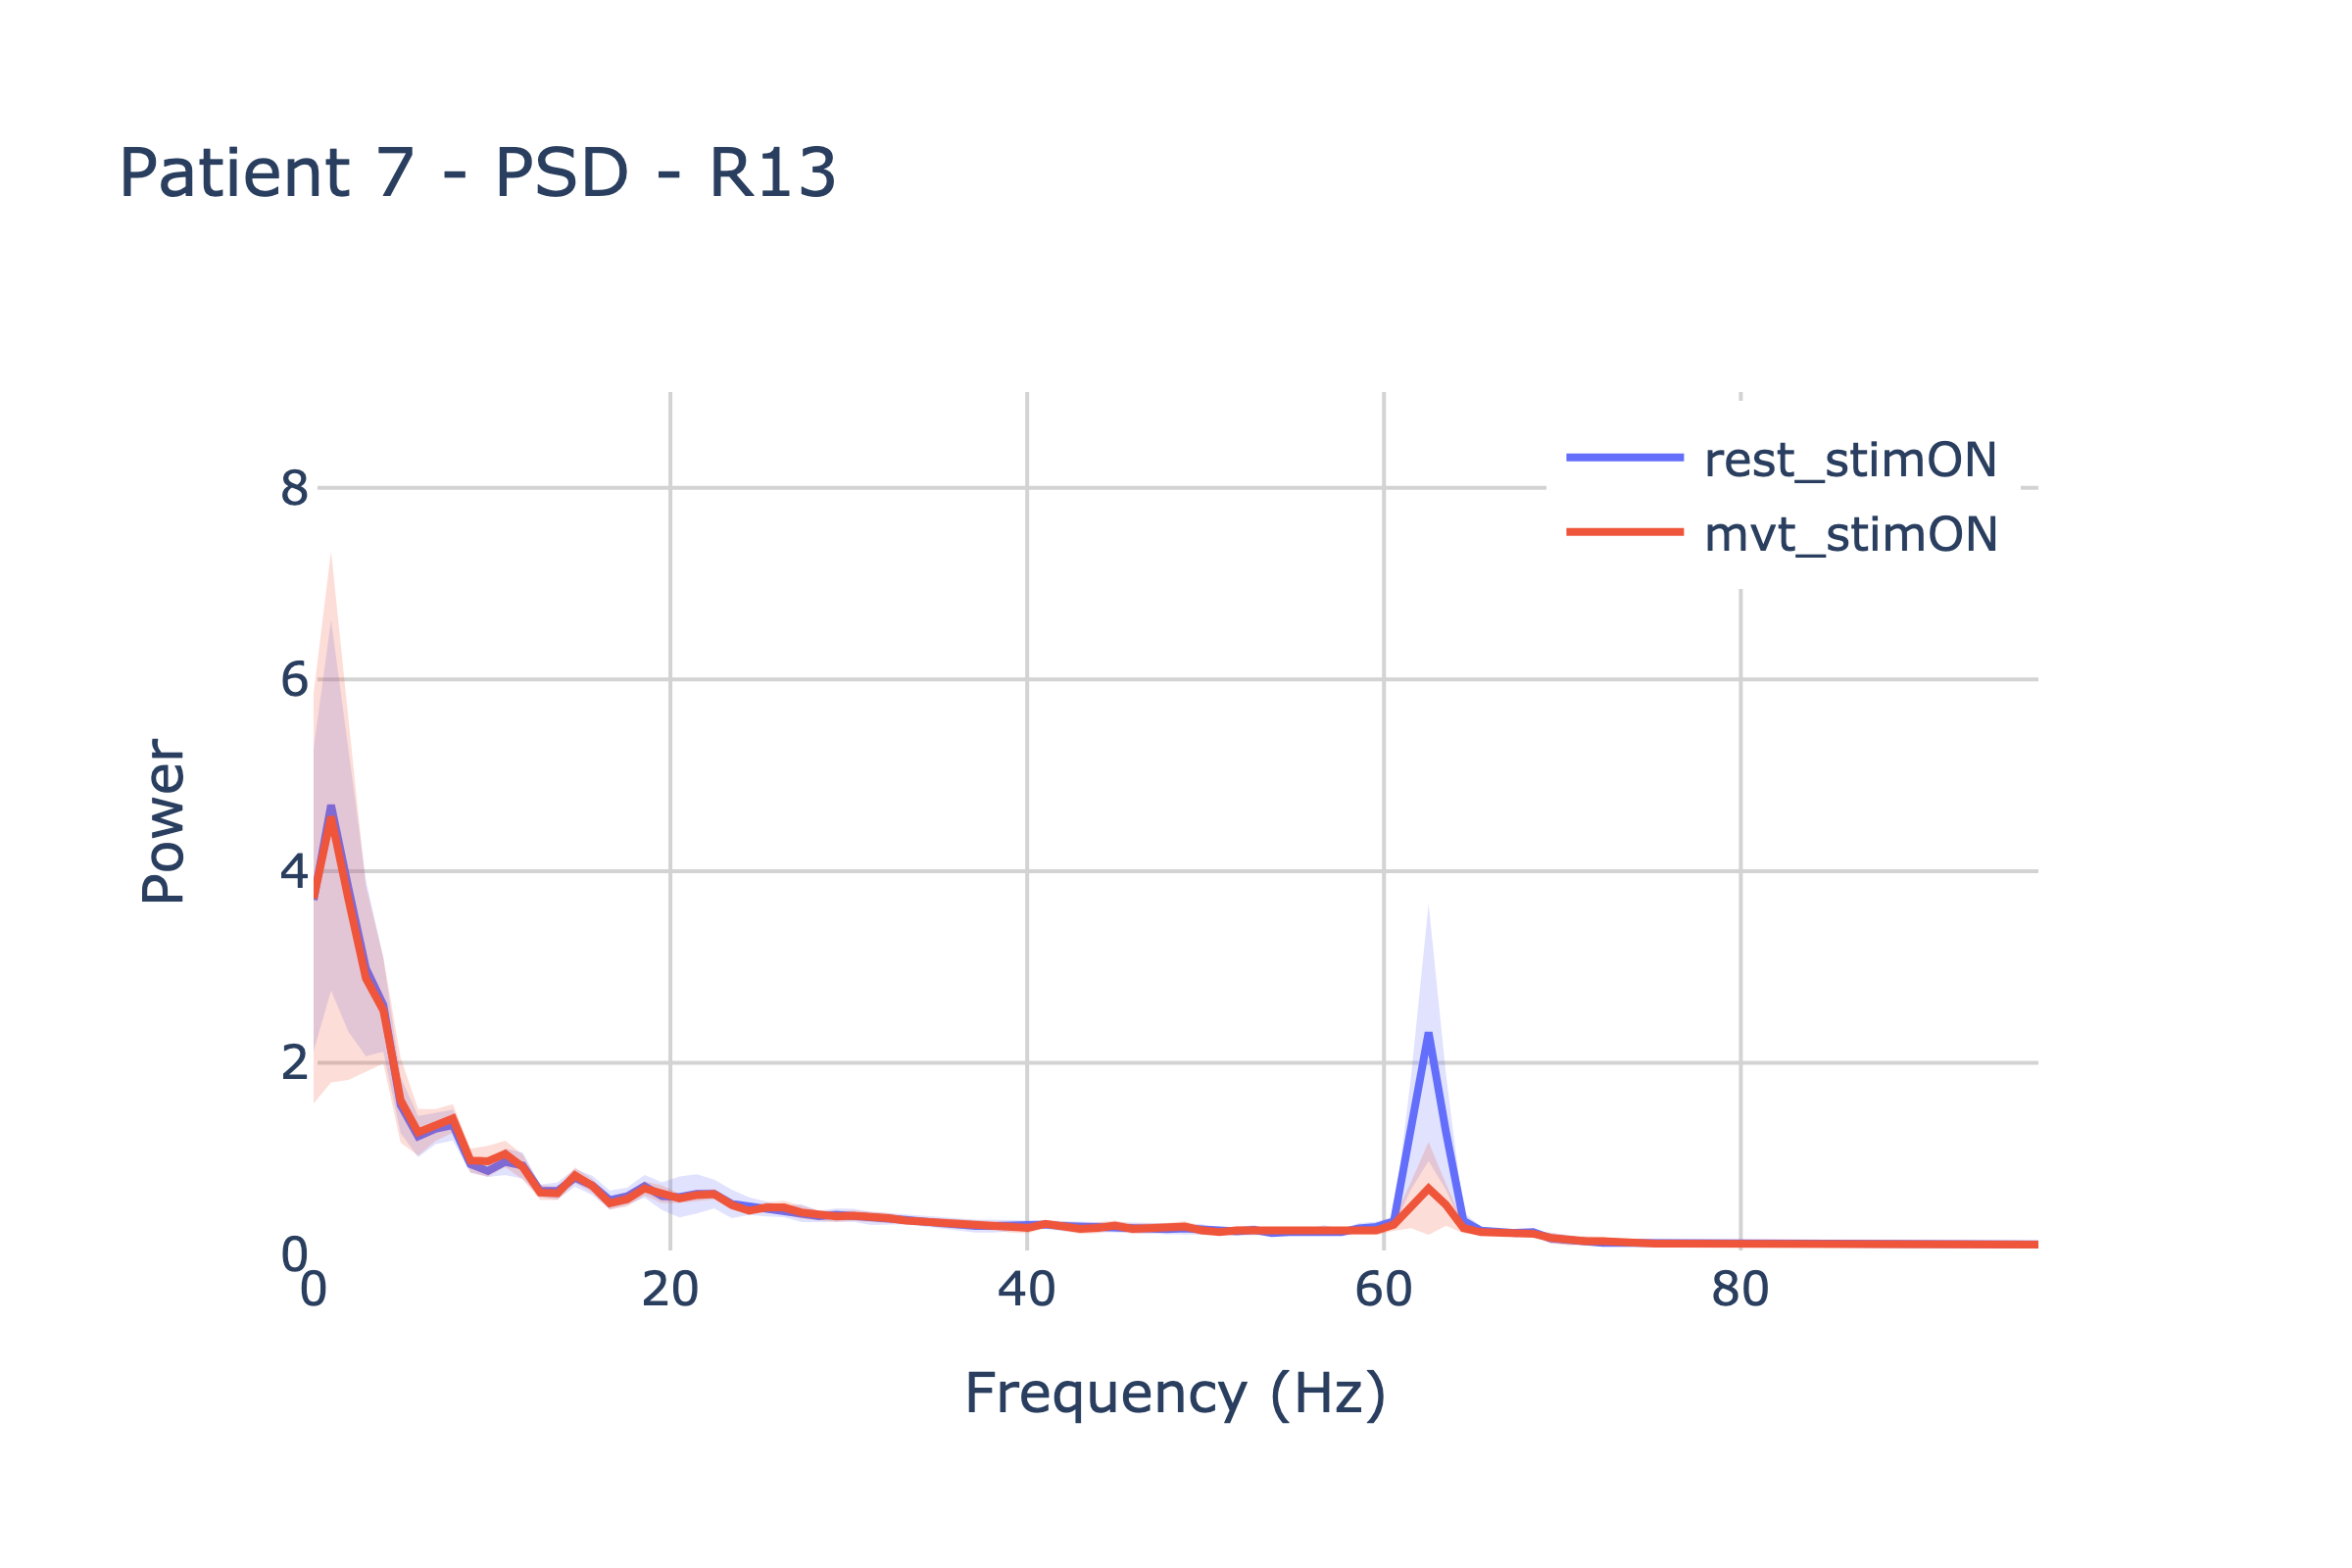 Patient 7 - PSD - R13
rest_stimON
mvt_stimON
8
6
4
2
0
Power
0 20 40 60 80
Frequency (Hz)